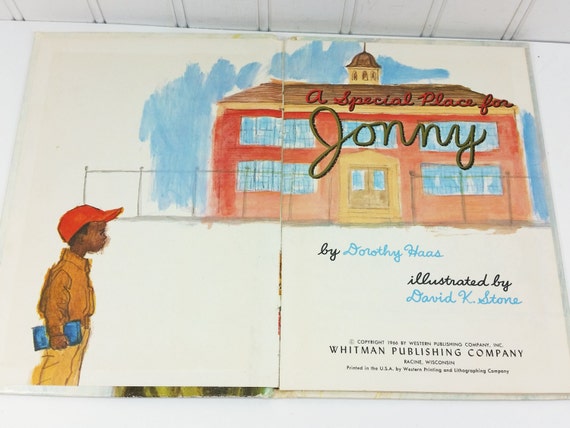 A Special Place for
Jonny
by Dorothy Haas
illustrated by
David K. Stone
© COPYRIGHT 1966 BY WESTERN PUBLISHING COMPANY, INC.
WHITMAN PUBLISHING COMPANY
RACINE, WISCONSIN
Printed in the U.S.A. by Western Printing and Lithographing Company